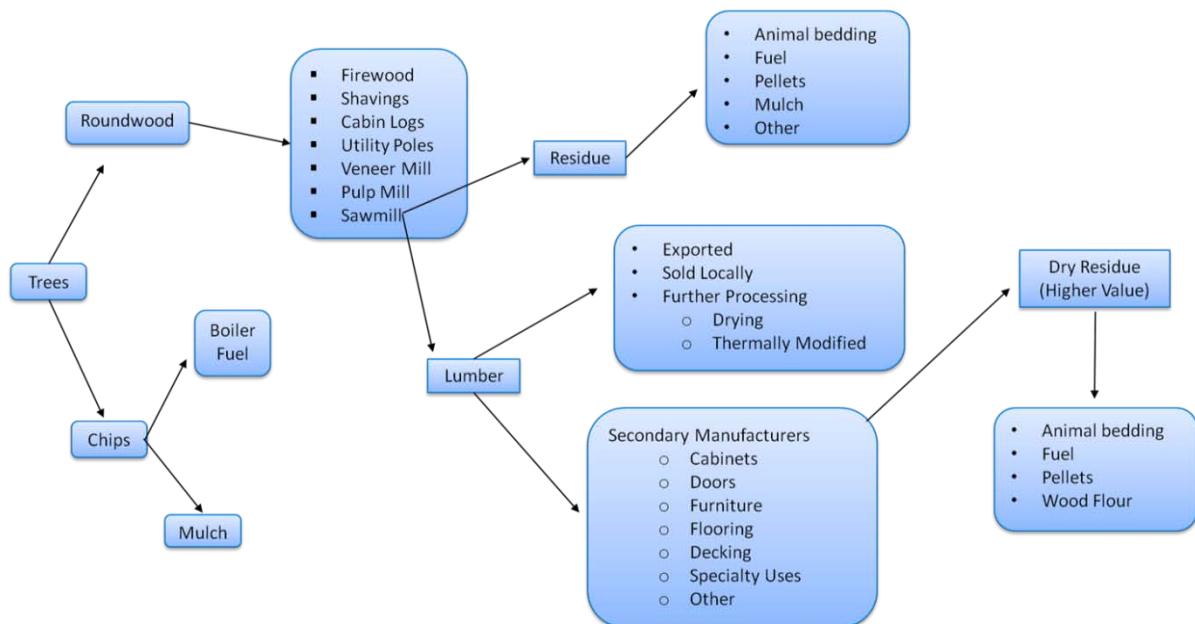 Trees
Roundwood
▪ Firewood
▪ Shavings
▪ Cabin Logs
▪ Utility Poles
▪ Veneer Mill
▪ Pulp Mill
▪ Sawmill
Residue
• Animal bedding
• Fuel
• Pellets
• Mulch
• Other
Lumber
• Exported
• Sold Locally
• Further Processing
o Drying
o Thermally Modified
Secondary Manufacturers
o Cabinets
o Doors
o Furniture
o Flooring
o Decking
o Specialty Uses
o Other
Dry Residue
(Higher Value)
• Animal bedding
• Fuel
• Pellets
• Wood Flour
Chips
Boiler
Fuel
Mulch